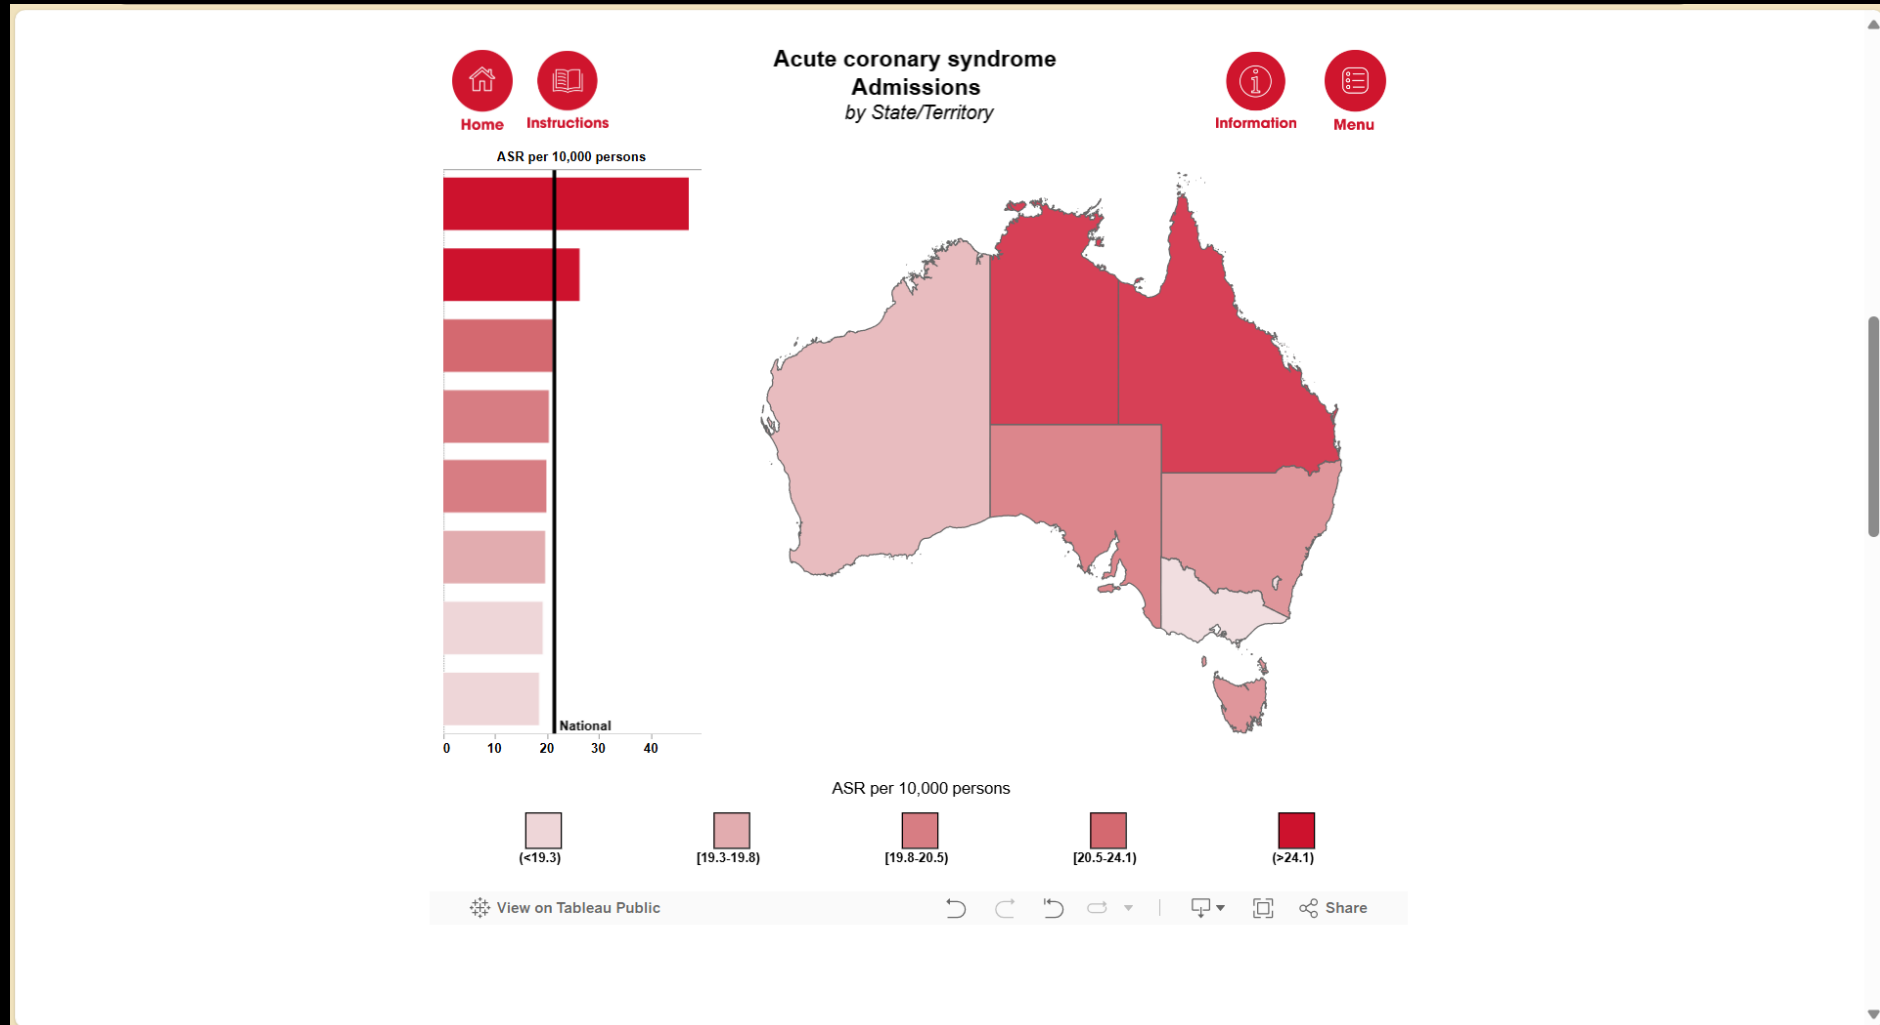 Acute coronary syndrome
Admissions
by State/Territory
Home
Instructions
Information
Menu
ASR per 10,000 persons
National
0 10 20 30 40
ASR per 10,000 persons
(<19.3) [19.3-19.8) [19.8-20.5) [20.5-24.1) (>24.1)
View on Tableau Public
Share